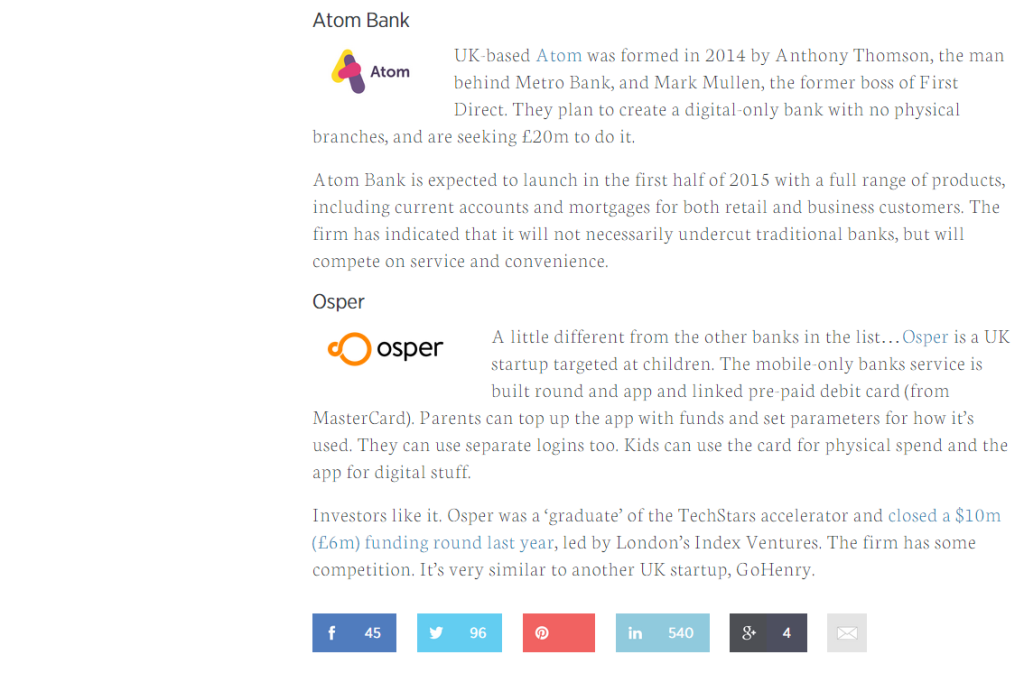 Atom Bank
Atom
UK-based Atom was formed in 2014 by Anthony Thomson, the man
behind Metro Bank, and Mark Mullen, the former boss of First
Direct. They plan to create a digital-only bank with no physical
branches, and are seeking £20m to do it.
Atom Bank is expected to launch in the first half of 2015 with a full range of products,
including current accounts and mortgages for both retail and business customers. The
firm has indicated that it will not necessarily undercut traditional banks, but will
compete on service and convenience.
Osper
osper
A little different from the other banks in the list…Osper is a UK
startup targeted at children. The mobile-only banks service is
built round and app and linked pre-paid debit card (from
MasterCard). Parents can top up the app with funds and set parameters for how it's
used. They can use separate logins too. Kids can use the card for physical spend and the
app for digital stuff.
Investors like it. Osper was a ‘graduate’ of the TechStars accelerator and closed a $10m
(£6m) funding round last year, led by London’s Index Ventures. The firm has some
competition. It’s very similar to another UK startup, GoHenry.
f 45 96 in 540 g+ 4